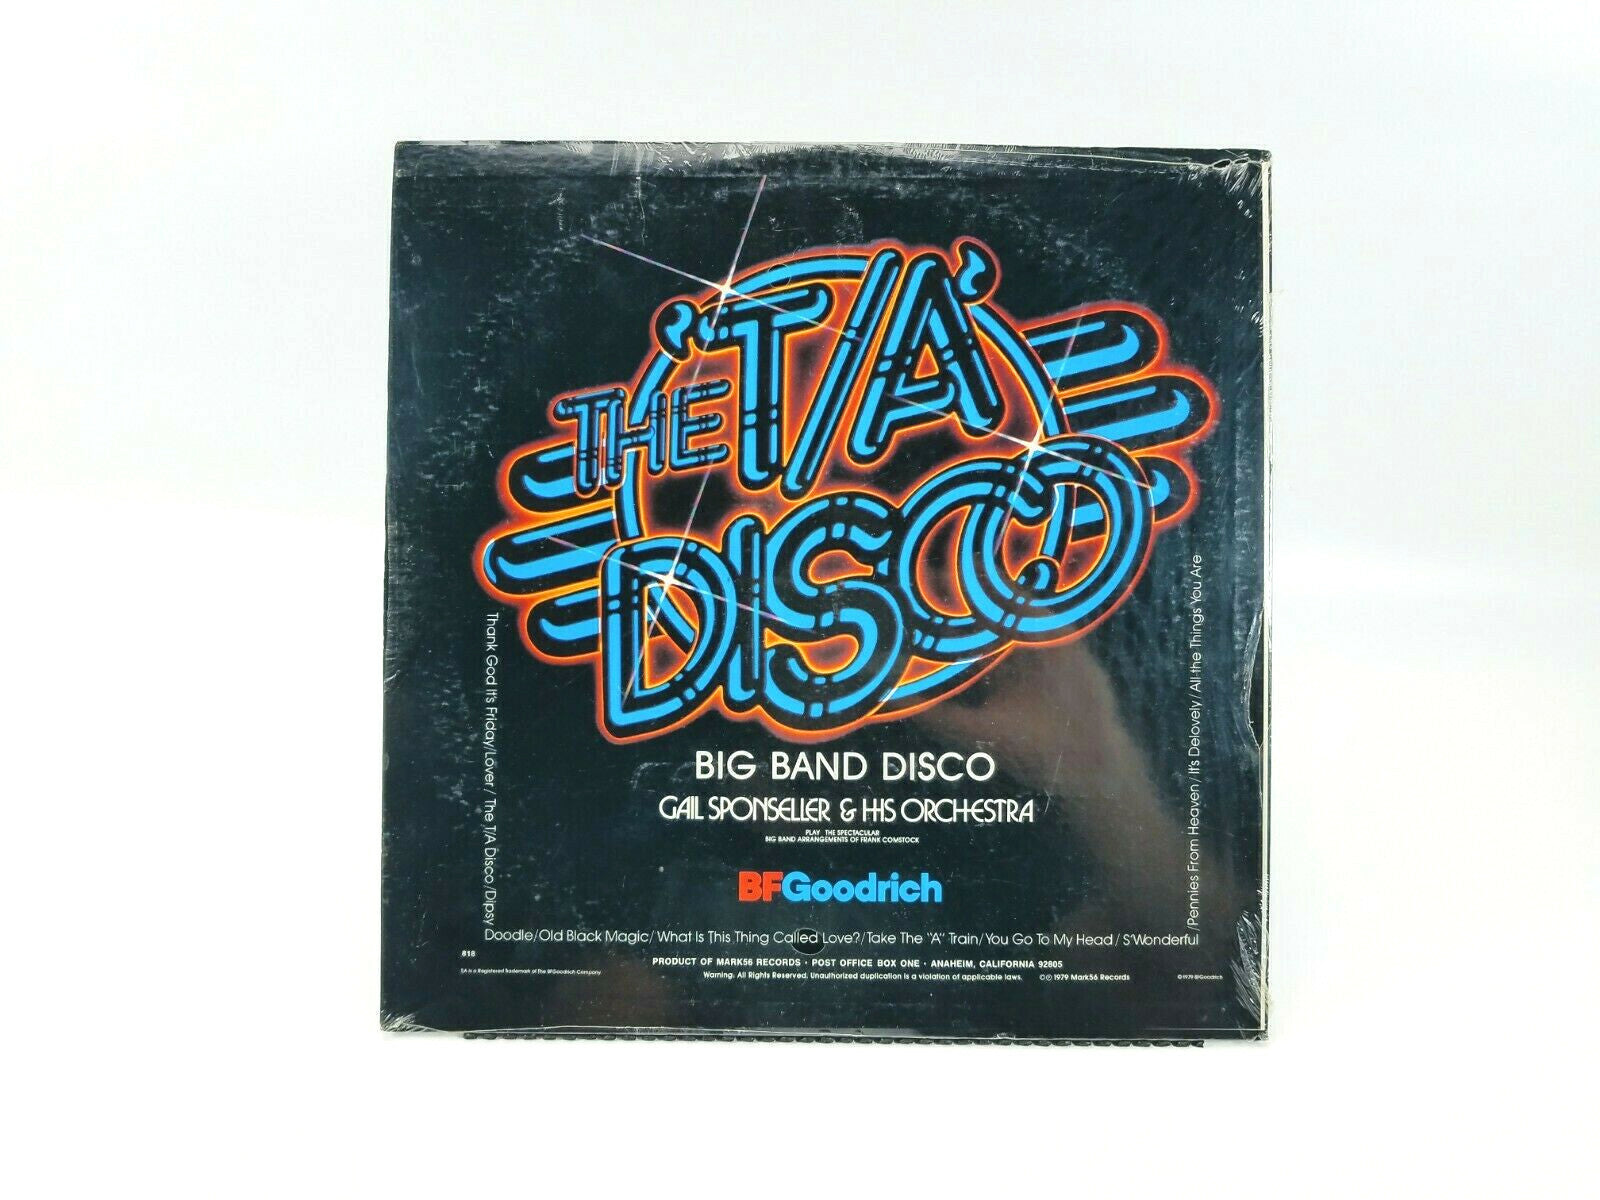 THE 'T/A'
DISCO
BIG BAND DISCO
GAIL SPONSELLER & HIS ORCHESTRA
PLAY THE SPECTACULAR
BIG BAND ARRANGEMENTS OF FRANK COMSTOCK
BFGoodrich
Thank God It's Friday/Lover/The T/A Disco/Dipsy
Doodle/Old Black Magic/What Is This Thing Called Love?/Take The "A" Train/You Go To My Head/S'Wonderful
/Pennies From Heaven/It's Delovely/All the Things You Are
818
PRODUCT OF MARK56 RECORDS • POST OFFICE BOX ONE • ANAHEIM, CALIFORNIA 92805
T/A is a Registered Trademark of The BFGoodrich Company
Warning. All Rights Reserved. Unauthorized duplication is a violation of applicable laws. ©℗ 1979 Mark56 Records
©1979 BFGoodrich